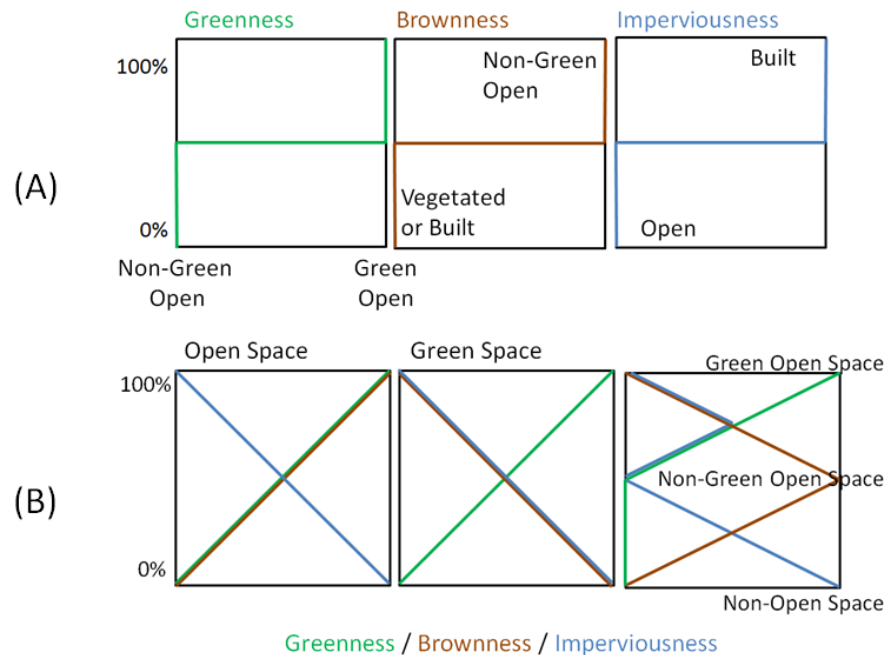 Greenness
Brownness
Imperviousness
(A)
100%
0%
Non-Green
Open
Green
Open
Non-Green
Open
Vegetated
or Built
Built
Open
(B)
100%
0%
Open Space
Green Space
Green Open Space
Non-Green Open Space
Non-Open Space
Greenness / Brownness / Imperviousness